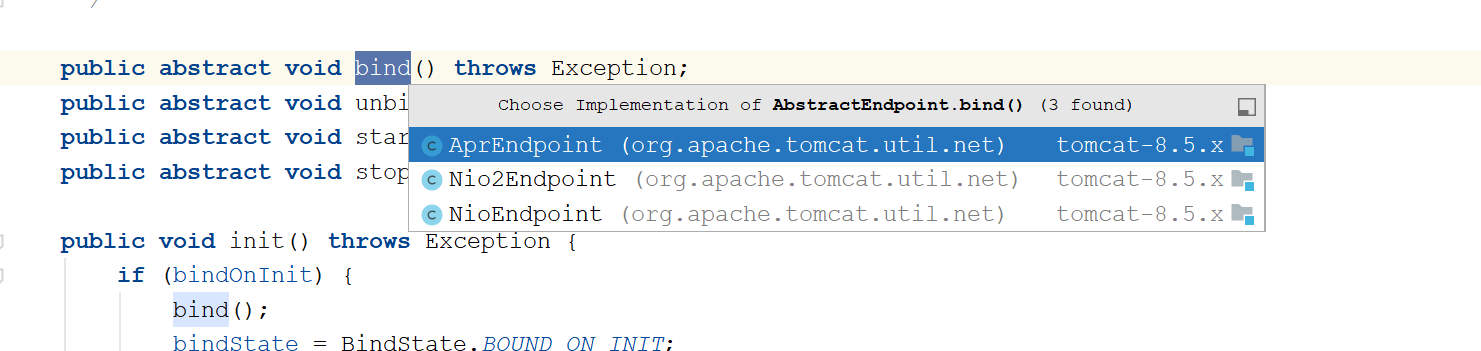 /
public abstract void bind() throws Exception;
public abstract void unbi
Choose Implementation of AbstractEndpoint.bind() (3 found)
public abstract void star
AprEndpoint (org.apache.tomcat.util.net) tomcat-8.5.x
public abstract void stop
Nio2Endpoint (org.apache.tomcat.util.net) tomcat-8.5.x
NioEndpoint (org.apache.tomcat.util.net) tomcat-8.5.x
public void init() throws Exception {
if (bindOnInit) {
bind();
bindState = BindState.BOUND_ON_INIT;